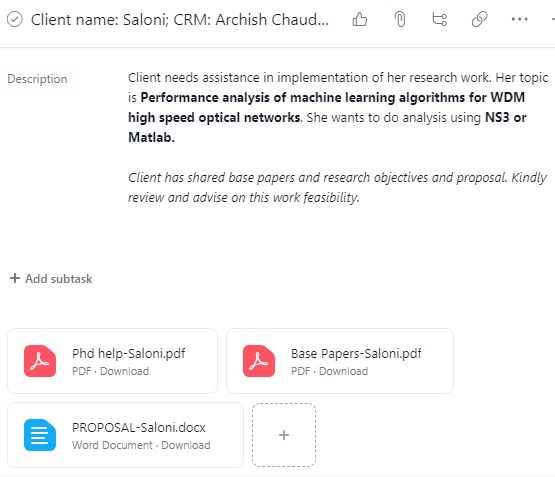 Client name: Saloni; CRM: Archish Chaud...
Description
Client needs assistance in implementation of her research work. Her topic
is Performance analysis of machine learning algorithms for WDM
high speed optical networks. She wants to do analysis using NS3 or
Matlab.
Client has shared base papers and research objectives and proposal. Kindly
review and advise on this work feasibility.
+ Add subtask
Phd help-Saloni.pdf
PDF · Download
Base Papers-Saloni.pdf
PDF · Download
PROPOSAL-Saloni.docx
Word Document · Download